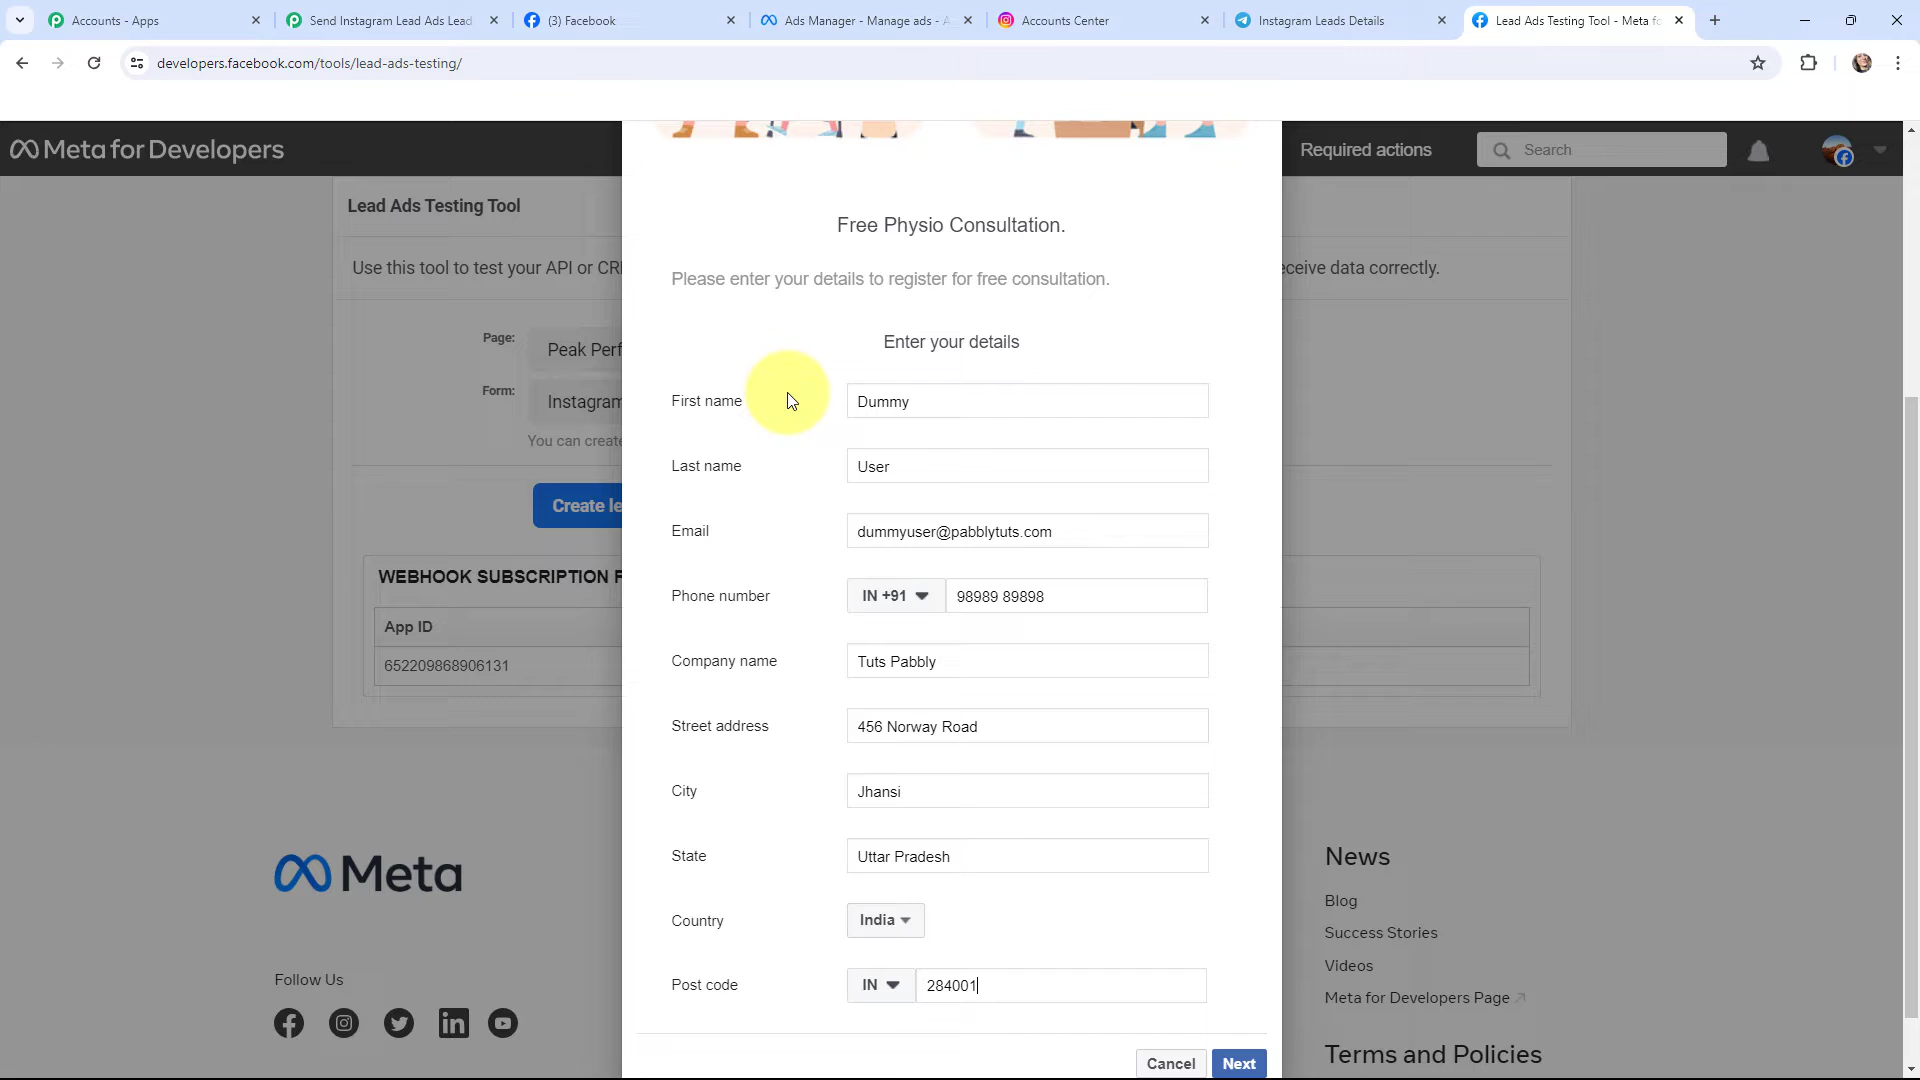 Accounts - Apps
Send Instagram Lead Ads Lead
(3) Facebook
Ads Manager - Manage ads - A
Accounts Center
Instagram Leads Details
Lead Ads Testing Tool - Meta fo
developers.facebook.com/tools/lead-ads-testing/
Meta for Developers
Required actions
Search
Lead Ads Testing Tool
Use this tool to test your API or CR
eceive data correctly.
Page:
Peak Perf
Form:
Instagram
You can create
Create le
WEBHOOK SUBSCRIPTION F
App ID
652209868906131
Free Physio Consultation.
Please enter your details to register for free consultation.
Enter your details
First name
Dummy
Last name
User
Email
dummyuser@pabblytuts.com
Phone number
IN +91
98989 89898
Company name
Tuts Pabbly
Street address
456 Norway Road
City
Jhansi
State
Uttar Pradesh
Country
India
Post code
IN
284001
Cancel
Next
Meta
Follow Us
News
Blog
Success Stories
Videos
Meta for Developers Page
Terms and Policies